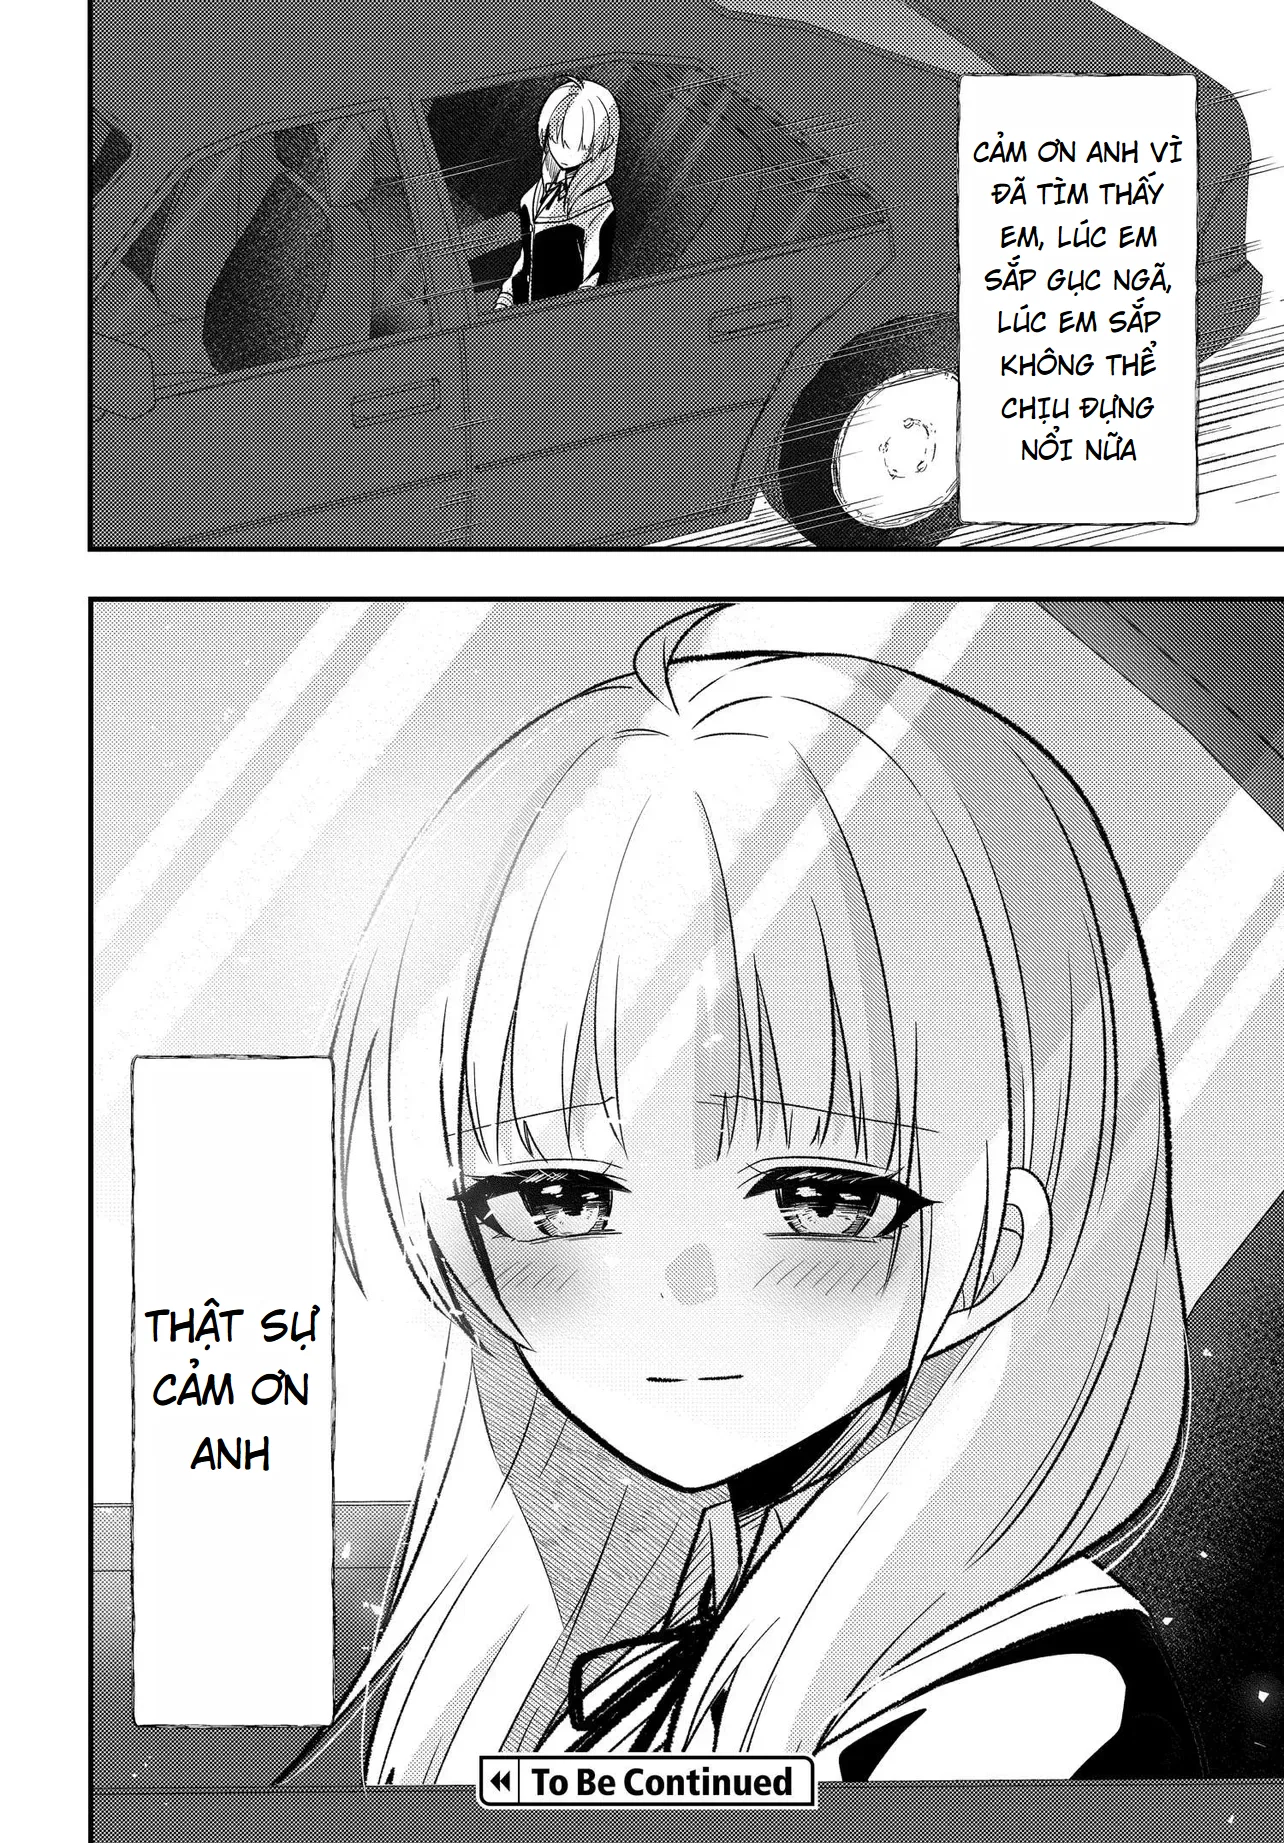 CẢM ƠN ANH VÌ
ĐÃ TÌM THẤY
EM, LÚC EM
SẮP GỤC NGÃ,
LÚC EM SẮP
KHÔNG THỂ
CHỊU ĐỰNG
NỔI NỮA
THẬT SỰ
CẢM ƠN
ANH
To Be Continued